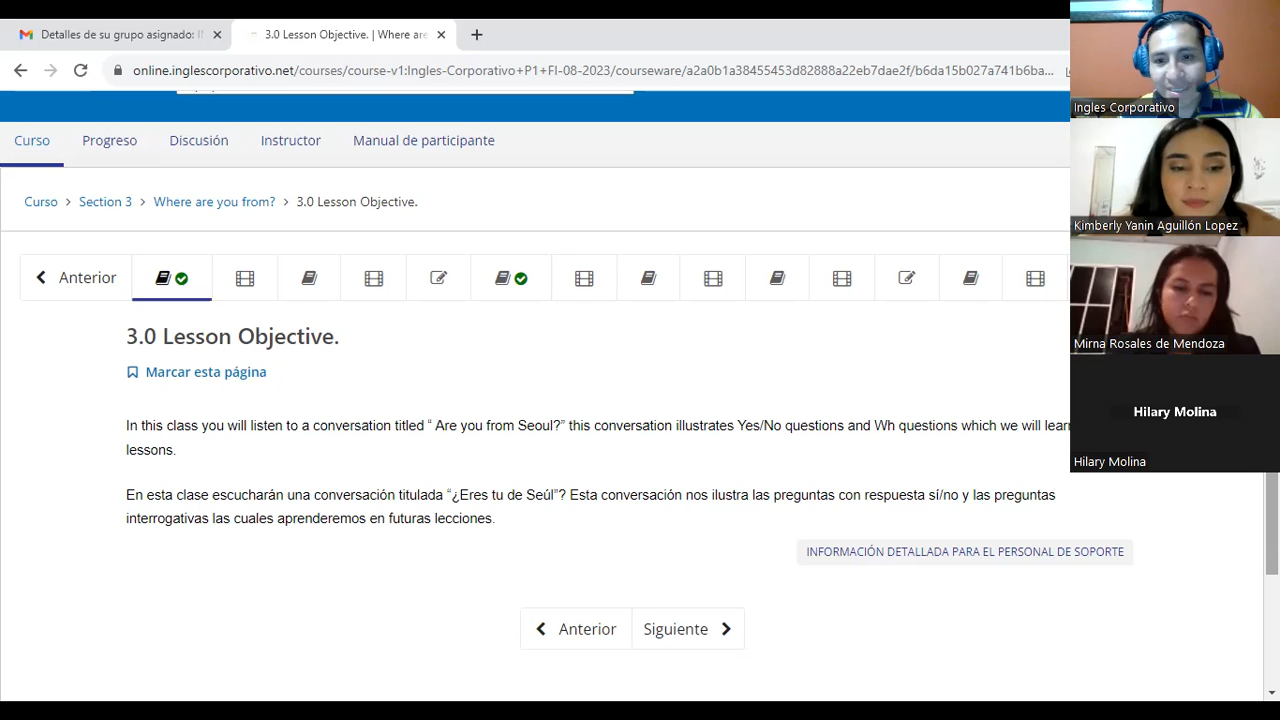 Detalles de su grupo asignado: I
3.0 Lesson Objective. | Where are
online.inglescorporativo.net/courses/course-v1:Ingles-Corporativo+P1+FI-08-2023/courseware/a2a0b1a38455453d82888a22eb7dae2f/b6da15b027a741b6ba...
Curso Progreso Discusión Instructor Manual de participante
Curso > Section 3 > Where are you from? > 3.0 Lesson Objective.
Anterior
3.0 Lesson Objective.
Marcar esta página
In this class you will listen to a conversation titled “ Are you from Seoul?” this conversation illustrates Yes/No questions and Wh questions which we will learn
lessons.
En esta clase escucharán una conversación titulada “¿Eres tu de Seúl”? Esta conversación nos ilustra las preguntas con respuesta sí/no y las preguntas
interrogativas las cuales aprenderemos en futuras lecciones.
INFORMACIÓN DETALLADA PARA EL PERSONAL DE SOPORTE
Anterior Siguiente
Ingles Corporativo
Kimberly Yanin Aguillón Lopez
Mirna Rosales de Mendoza
Hilary Molina
Hilary Molina